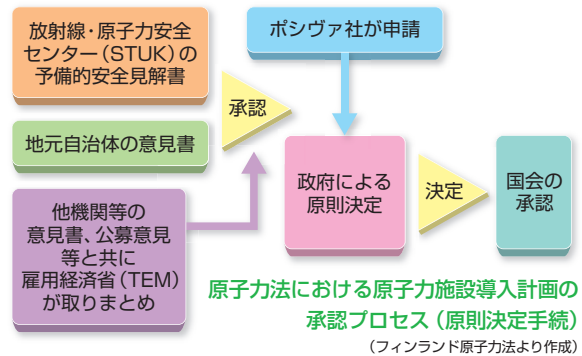 放射線・原子力安全
センター（STUK）の
予備的安全見解書
ポシヴァ社が申請
承認
地元自治体の意見書
政府による
原則決定
決定
国会の
承認
他機関等の
意見書、公募意見
等と共に
雇用経済省（TEM）
が取りまとめ
原子力法における原子力施設導入計画の
承認プロセス（原則決定手続）
（フィンランド原子力法より作成）